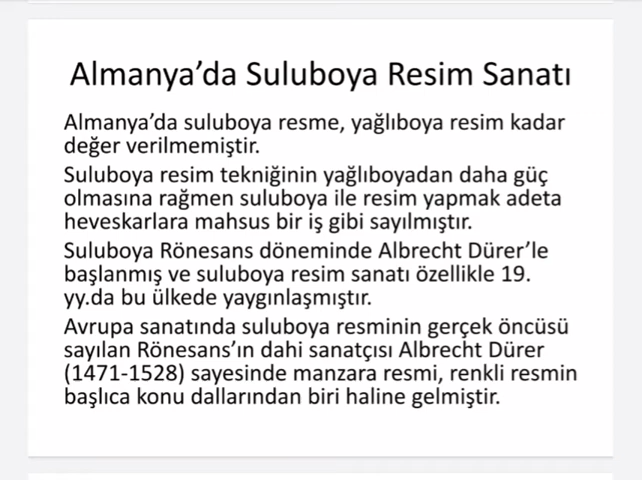 Almanya’da Suluboya Resim Sanatı
Almanya’da suluboya resme, yağlıboya resim kadar
değer verilmemiştir.
Suluboya resim tekniğinin yağlıboyadan daha güç
olmasına rağmen suluboya ile resim yapmak adeta
heveskarlara mahsus bir iş gibi sayılmıştır.
Suluboya Rönesans döneminde Albrecht Dürer’le
başlanmış ve suluboya resim sanatı özellikle 19.
yy.da bu ülkede yaygınlaşmıştır.
Avrupa sanatında suluboya resminin gerçek öncüsü
sayılan Rönesans’ın dahi sanatçısı Albrecht Dürer
(1471-1528) sayesinde manzara resmi, renkli resmin
başlıca konu dallarından biri haline gelmiştir.